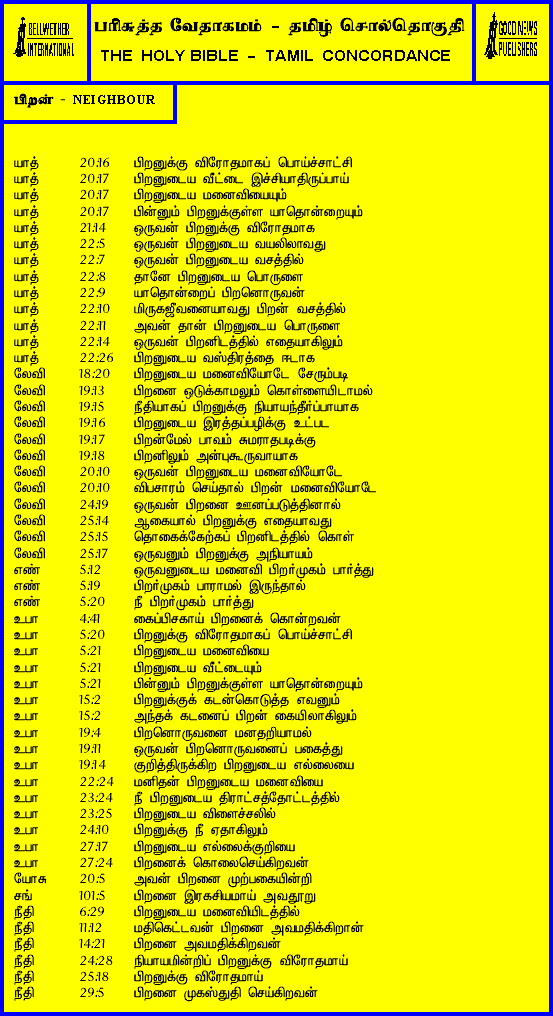 BELLWETHER
INTERNATIONAL
பரிசுத்த வேதாகமம் - தமிழ் சொல்தொகுதி
THE HOLY BIBLE - TAMIL CONCORDANCE
GOOD NEWS
PUBLISHERS
பிறன் - NEIGHBOUR
யாத் 20:16 பிறனுக்கு விரோதமாகப் பொய்ச்சாட்சி
யாத் 20:17 பிறனுடைய வீட்டை இச்சியாதிருப்பாய்
யாத் 20:17 பிறனுடைய மனைவியையும்
யாத் 20:17 பின்னும் பிறனுக்குள்ள யாதொன்றையும்
யாத் 21:14 ஒருவன் பிறனுக்கு விரோதமாக
யாத் 22:5 ஒருவன் பிறனுடைய வயலிலாவது
யாத் 22:7 ஒருவன் பிறனுடைய வசத்தில்
யாத் 22:8 தானே பிறனுடைய பொருளை
யாத் 22:9 யாதொன்றைப் பிறனொருவன்
யாத் 22:10 மிருகஜீவனையாவது பிறன் வசத்தில்
யாத் 22:11 அவன் தான் பிறனுடைய பொருளை
யாத் 22:14 ஒருவன் பிறனிடத்தில் எதையாகிலும்
யாத் 22:26 பிறனுடைய வஸ்திரத்தை ஈடாக
லேவி 18:20 பிறனுடைய மனைவியோடே சேரும்படி
லேவி 19:13 பிறனை ஒடுக்காமலும் கொள்ளையிடாமல்
லேவி 19:15 நீதியாகப் பிறனுக்கு நியாயந்தீர்ப்பாயாக
லேவி 19:16 பிறனுடைய இரத்தப்பழிக்கு உட்பட
லேவி 19:17 பிறன்மேல் பாவம் சுமராதபடிக்கு
லேவி 19:18 பிறனிலும் அன்புகூருவாயாக
லேவி 20:10 ஒருவன் பிறனுடைய மனைவியோடே
லேவி 20:10 விபசாரம் செய்தால் பிறன் மனைவியோடே
லேவி 24:19 ஒருவன் பிறனை ஊனப்படுத்தினால்
லேவி 25:14 ஆகையால் பிறனுக்கு எதையாவது
லேவி 25:15 தொகைக்கேற்கப் பிறனிடத்தில் கொள்
லேவி 25:17 ஒருவனும் பிறனுக்கு அநியாயம்
எண் 5:12 ஒருவனுடைய மனைவி பிறர்முகம் பார்த்து
எண் 5:19 பிறர்முகம் பாராமல் இருந்தால்
எண் 5:20 நீ பிறர்முகம் பார்த்து
உபா 4:41 கைப்பிசகாய் பிறனைக் கொன்றவன்
உபா 5:20 பிறனுக்கு விரோதமாகப் பொய்ச்சாட்சி
உபா 5:21 பிறனுடைய மனைவியை
உபா 5:21 பிறனுடைய வீட்டையும்
உபா 5:21 பின்னும் பிறனுக்குள்ள யாதொன்றையும்
உபா 15:2 பிறனுக்குக் கடன்கொடுத்த எவனும்
உபா 15:2 அந்தக் கடனைப் பிறன் கையிலாகிலும்
உபா 19:4 பிறனொருவனை மனதறியாமல்
உபா 19:11 ஒருவன் பிறனொருவனைப் பகைத்து
உபா 19:14 குறித்திருக்கிற பிறனுடைய எல்லையை
உபா 22:24 மனிதன் பிறனுடைய மனைவியை
உபா 23:24 நீ பிறனுடைய திராட்சத்தோட்டத்தில்
உபா 23:25 பிறனுடைய விளைச்சலில்
உபா 24:10 பிறனுக்கு நீ ஏதாகிலும்
உபா 27:17 பிறனுடைய எல்லைக்குறியை
உபா 27:24 பிறனைக் கொலைசெய்கிறவன்
யோசு 20:5 அவன் பிறனை முற்பகையின்றி
சங் 101:5 பிறனை இரகசியமாய் அவதூறு
நீதி 6:29 பிறனுடைய மனைவியிடத்தில்
நீதி 11:12 மதிகெட்டவன் பிறனை அவமதிக்கிறான்
நீதி 14:21 பிறனை அவமதிக்கிறவன்
நீதி 24:28 நியாயமின்றிப் பிறனுக்கு விரோதமாய்
நீதி 25:18 பிறனுக்கு விரோதமாய்
நீதி 29:5 பிறனை முகஸ்துதி செய்கிறவன்